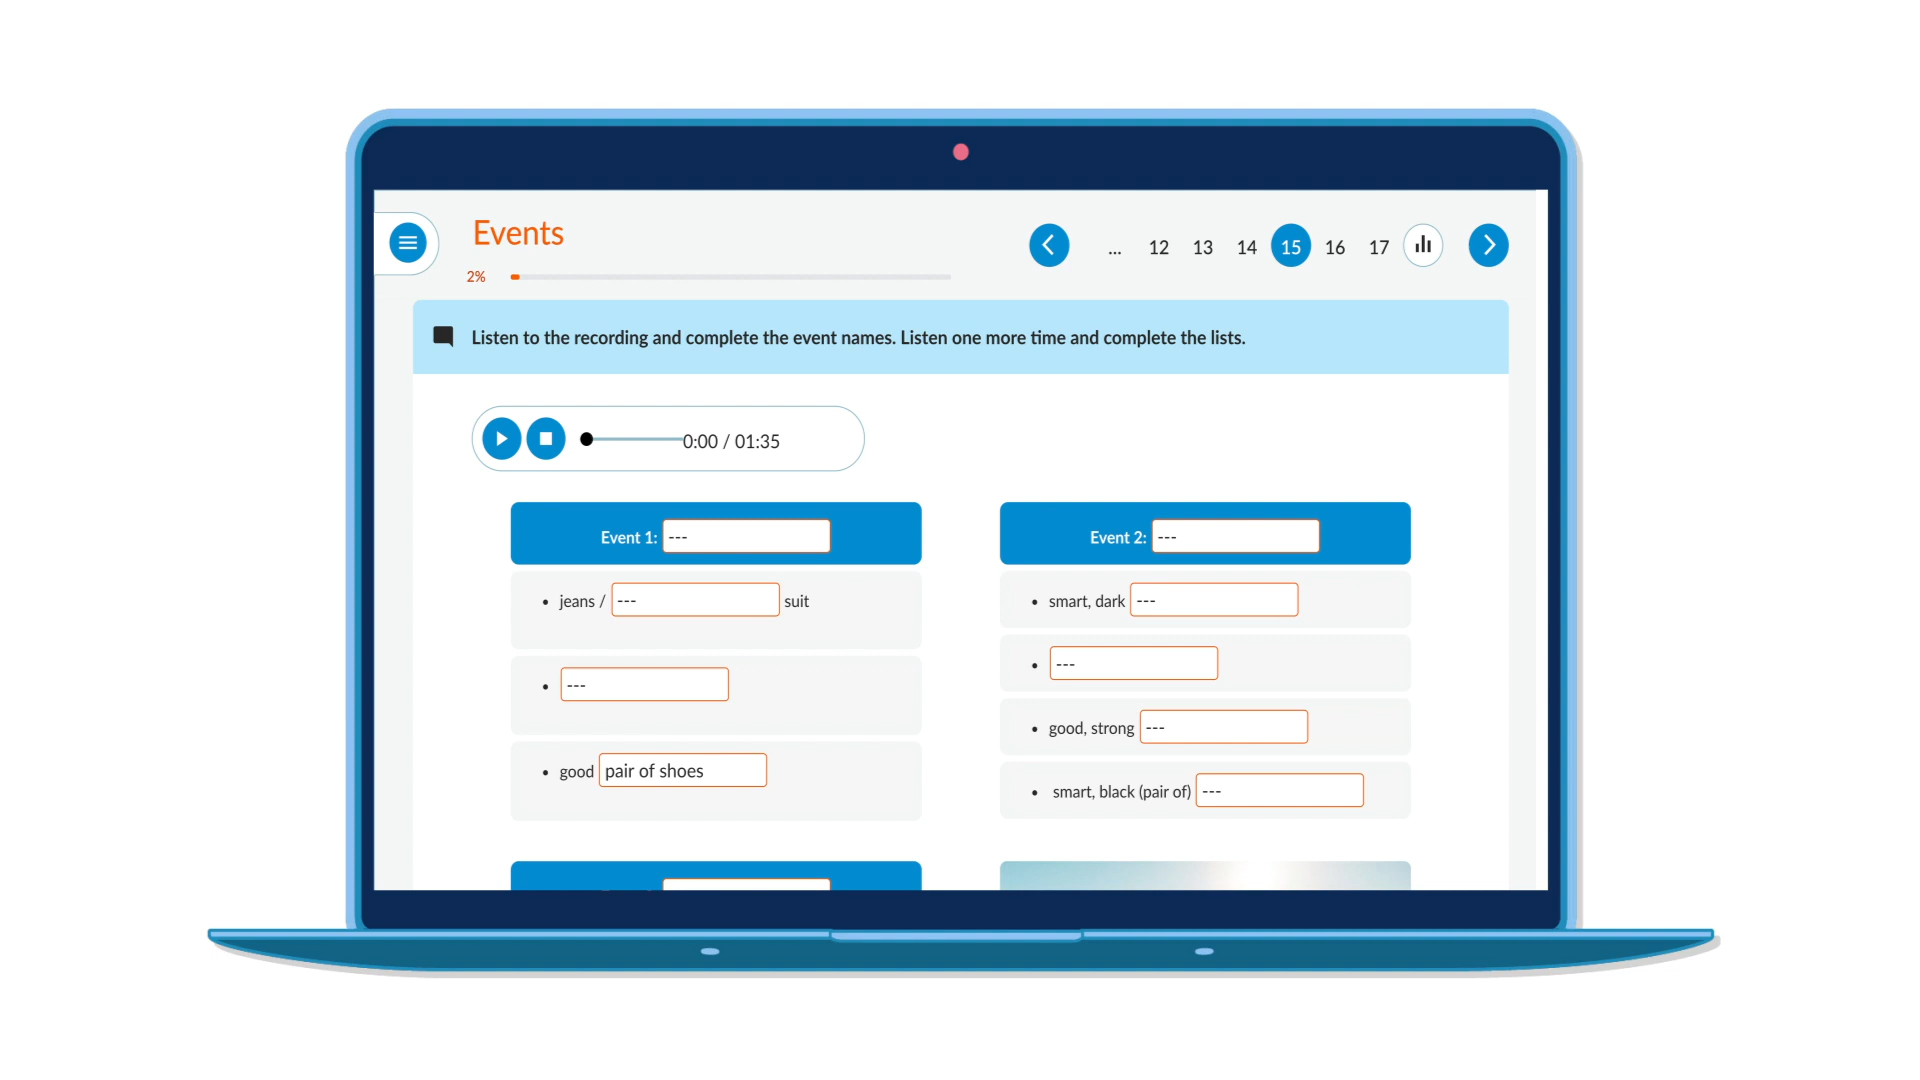 Events
2%
... 12 13 14 15 16 17
Listen to the recording and complete the event names. Listen one more time and complete the lists.
0:00 / 01:35
Event 1: ---
• jeans / --- suit
• ---
• good pair of shoes
Event 2: ---
• smart, dark ---
• ---
• good, strong ---
• smart, black (pair of) ---